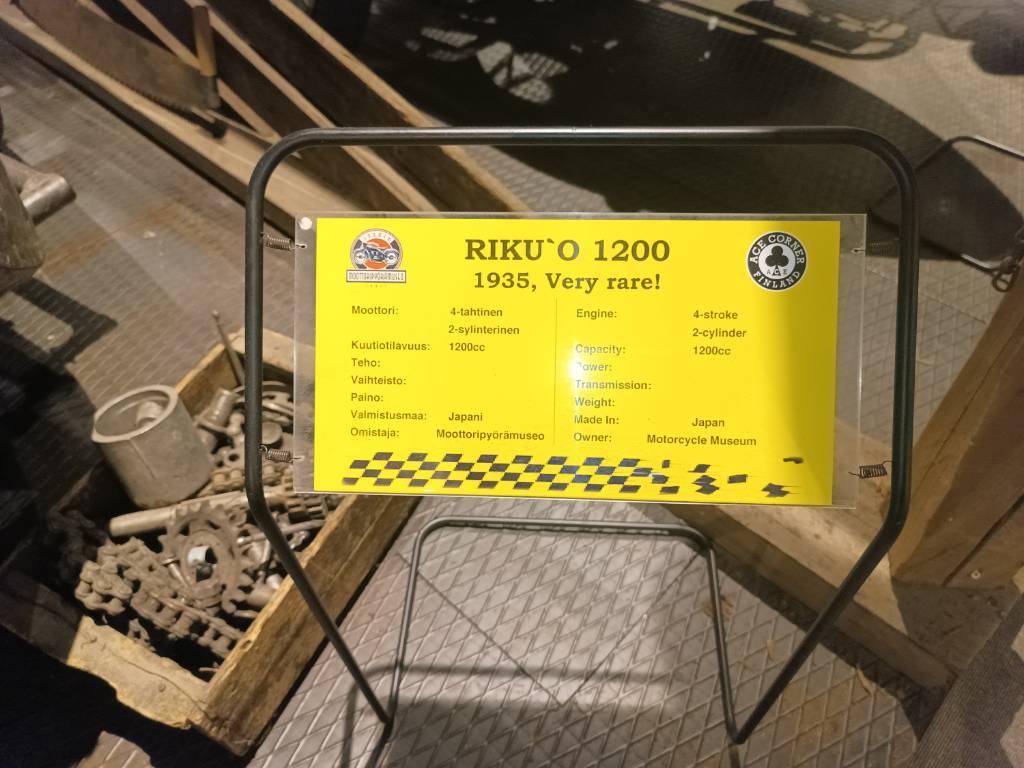 RIKU`O 1200
1935, Very rare!
MOOTTORIPYÖRÄMUSEO
ACE CORNER
ACE
FINLAND
Moottori: 4-tahtinen
2-sylinterinen
Kuutiotilavuus: 1200cc
Teho:
Vaihteisto:
Paino:
Valmistusmaa: Japani
Omistaja: Moottoripyörämuseo
Engine: 4-stroke
2-cylinder
Capacity: 1200cc
Power:
Transmission:
Weight:
Made In: Japan
Owner: Motorcycle Museum